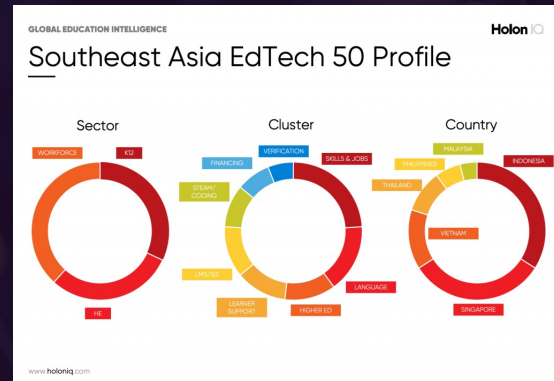 GLOBAL EDUCATION INTELLIGENCE
Holon IQ
Southeast Asia EdTech 50 Profile
Sector
Cluster
Country
WORKFORCE
K12
HE
VERIFICATION
FINANCING
SKILLS & JOBS
STEAM/
CODING
LMS/SIS
LANGUAGE
LEARNER
SUPPORT
HIGHER ED
MALAYSIA
PHILIPPINES
INDONESIA
THAILAND
VIETNAM
SINGAPORE
www.holoniq.com